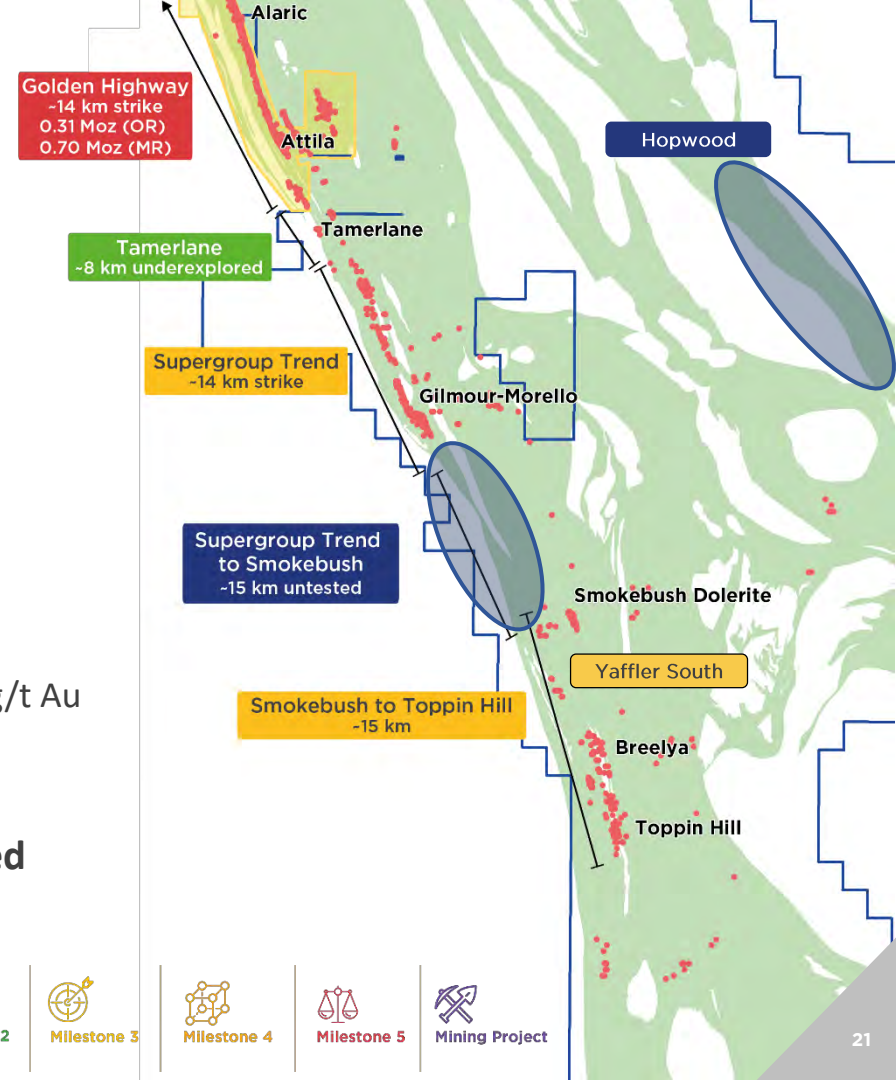 Alaric
Golden Highway
~14 km strike
0.31 Moz (OR)
0.70 Moz (MR)
Attila
Hopwood
Tamerlane
Tamerlane
~8 km underexplored
Supergroup Trend
~14 km strike
Gilmour-Morello
Supergroup Trend
to Smokebush
~15 km untested
Smokebush Dolerite
Yaffler South
g/t Au
Smokebush to Toppin Hill
~15 km
Breelya
Toppin Hill
ed
2
Milestone 3
Milestone 4
Milestone 5
Mining Project
21